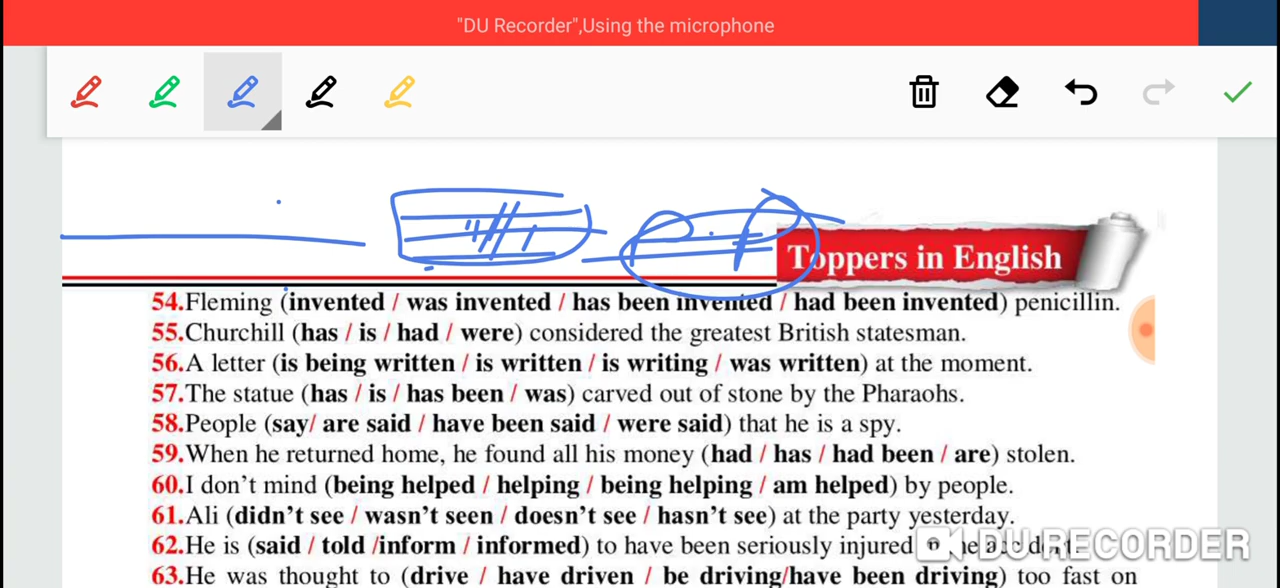 "DU Recorder",Using the microphone
Toppers in English
54.Fleming (invented / was invented / has been invented / had been invented) penicillin.
55.Churchill (has / is / had / were) considered the greatest British statesman.
56.A letter (is being written / is written / is writing / was written) at the moment.
57.The statue (has / is / has been / was) carved out of stone by the Pharaohs.
58.People (say/ are said / have been said / were said) that he is a spy.
59.When he returned home, he found all his money (had / has / had been / are) stolen.
60.I don't mind (being helped / helping / being helping / am helped) by people.
61.Ali (didn't see / wasn't seen / doesn't see / hasn't see) at the party yesterday.
62.He is (said / told /inform / informed) to have been seriously injured
DU RECORDER
63.He was thought to (drive / have driven / be driving/have been driving) too fast on